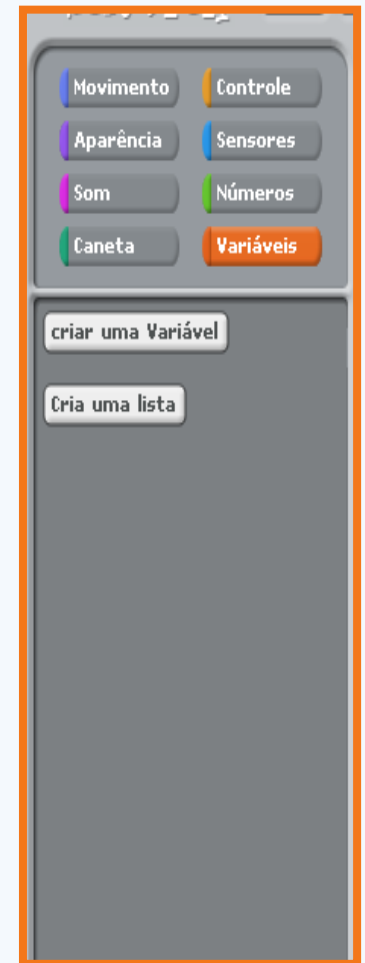 Movimento Controle
Aparência Sensores
Som Números
Caneta Variáveis
criar uma Variável
Cria uma lista